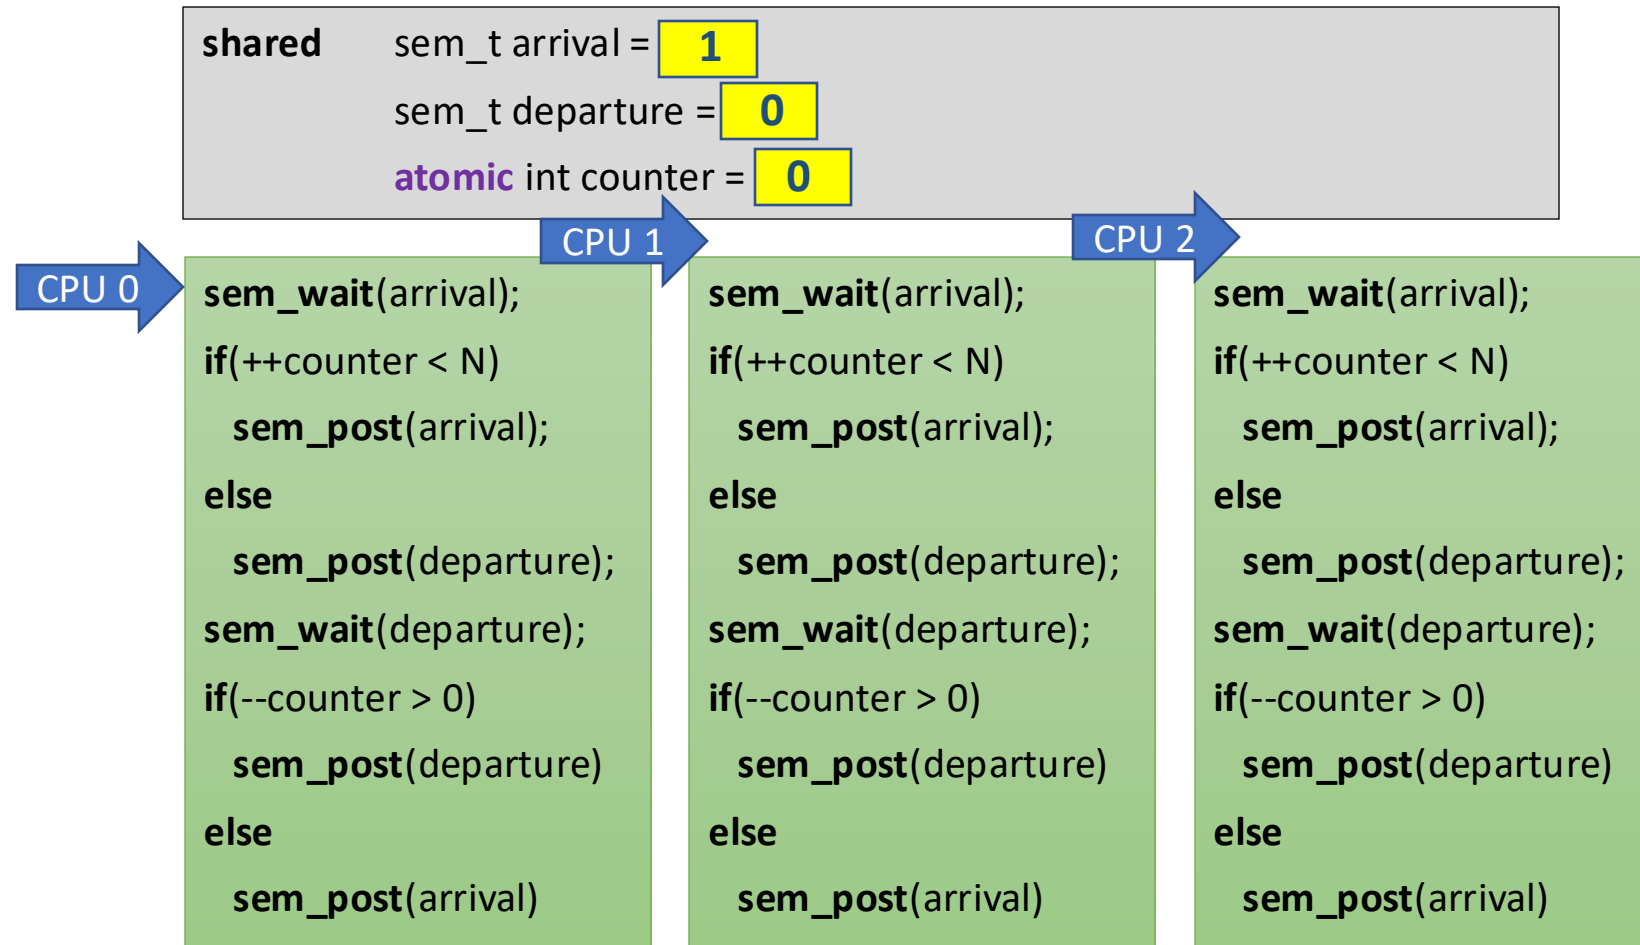 shared sem_t arrival = 1
sem_t departure = 0
atomic int counter = 0
CPU 0
CPU 1
CPU 2
sem_wait(arrival);
if(++counter < N)
sem_post(arrival);
else
sem_post(departure);
sem_wait(departure);
if(--counter > 0)
sem_post(departure)
else
sem_post(arrival)
sem_wait(arrival);
if(++counter < N)
sem_post(arrival);
else
sem_post(departure);
sem_wait(departure);
if(--counter > 0)
sem_post(departure)
else
sem_post(arrival)
sem_wait(arrival);
if(++counter < N)
sem_post(arrival);
else
sem_post(departure);
sem_wait(departure);
if(--counter > 0)
sem_post(departure)
else
sem_post(arrival)